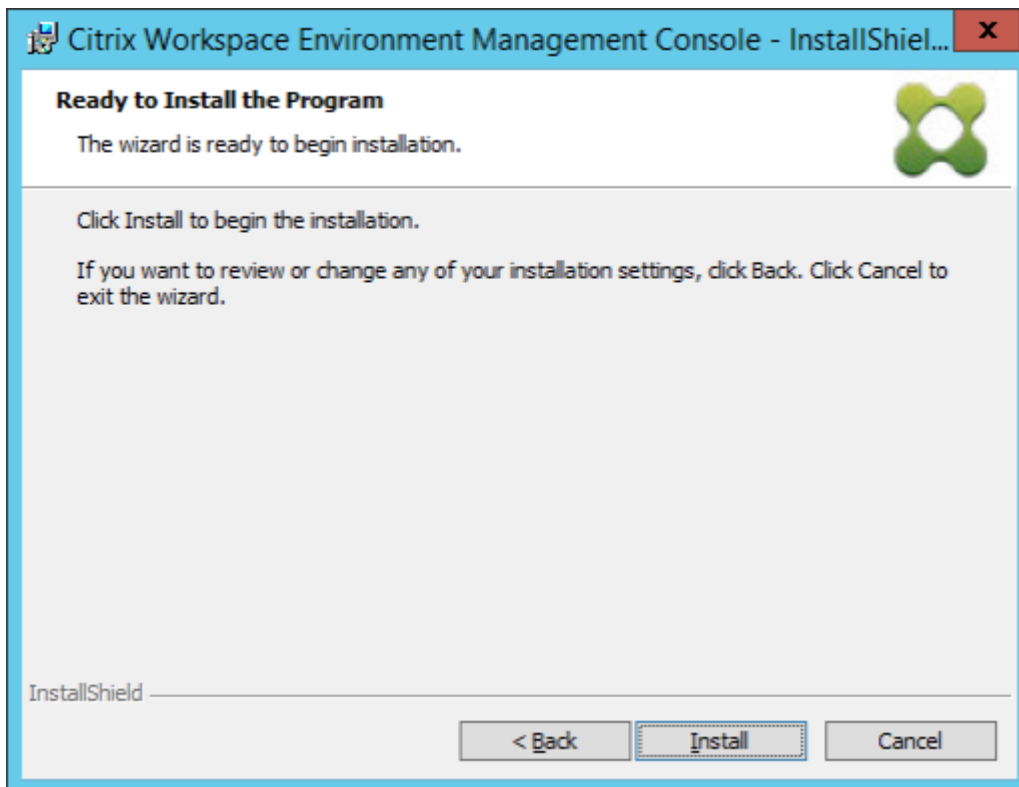 Citrix Workspace Environment Management Console - InstallShiel...
x
Ready to Install the Program
The wizard is ready to begin installation.
Click Install to begin the installation.
If you want to review or change any of your installation settings, click Back. Click Cancel to
exit the wizard.
InstallShield
< Back
Install
Cancel